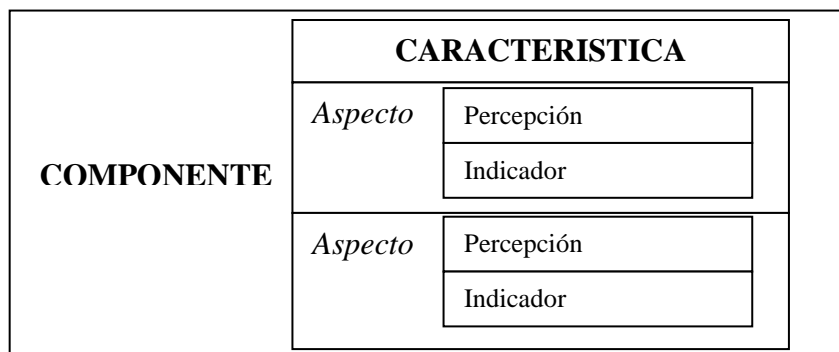 CARACTERISTICA
Aspecto
Percepción
Indicador
COMPONENTE
Aspecto
Percepción
Indicador